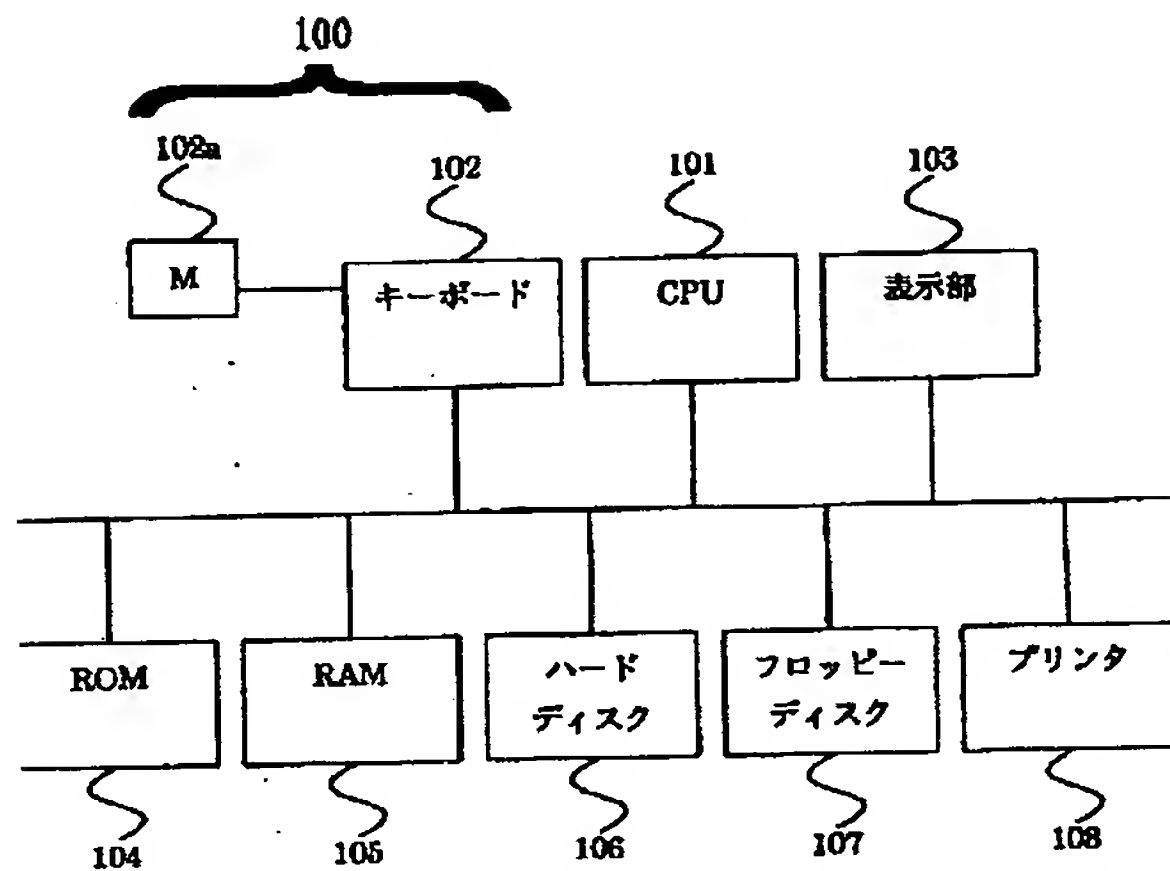 100
102a
102
101
103
M
キーボード
CPU
表示部
ROM
RAM
ハード
ディスク
フロッピー
ディスク
プリンタ
104
105
106
107
108